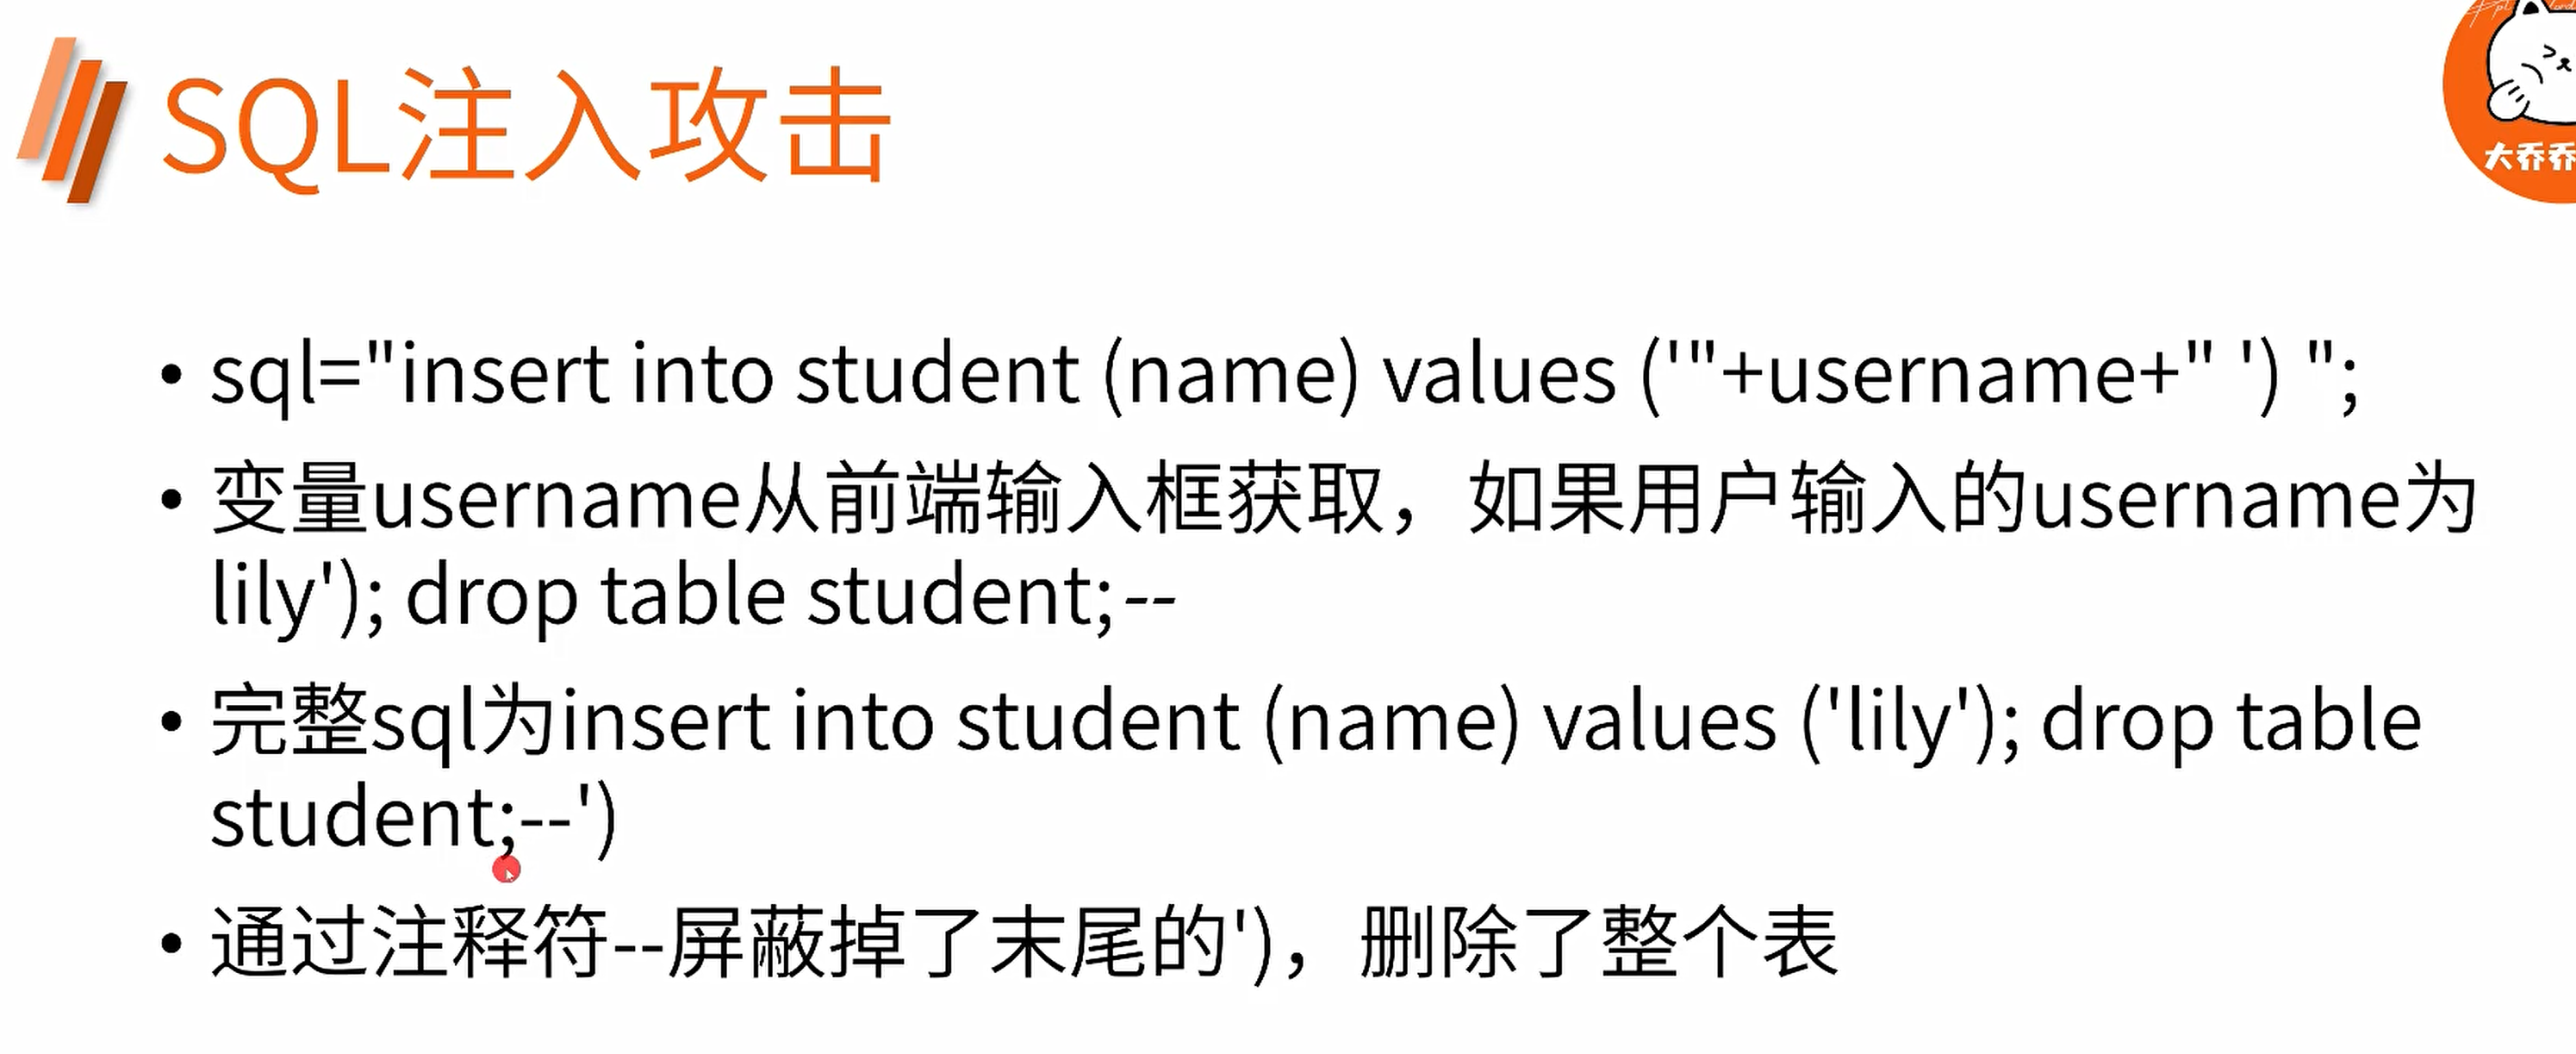 SQL注入攻击
大乔乔
• sql="insert into student (name) values ('"+username+" ') ";
• 变量username从前端输入框获取，如果用户输入的username为
lily'); drop table student;--
• 完整sql为insert into student (name) values ('lily'); drop table
student;--')
• 通过注释符--屏蔽掉了末尾的')，删除了整个表